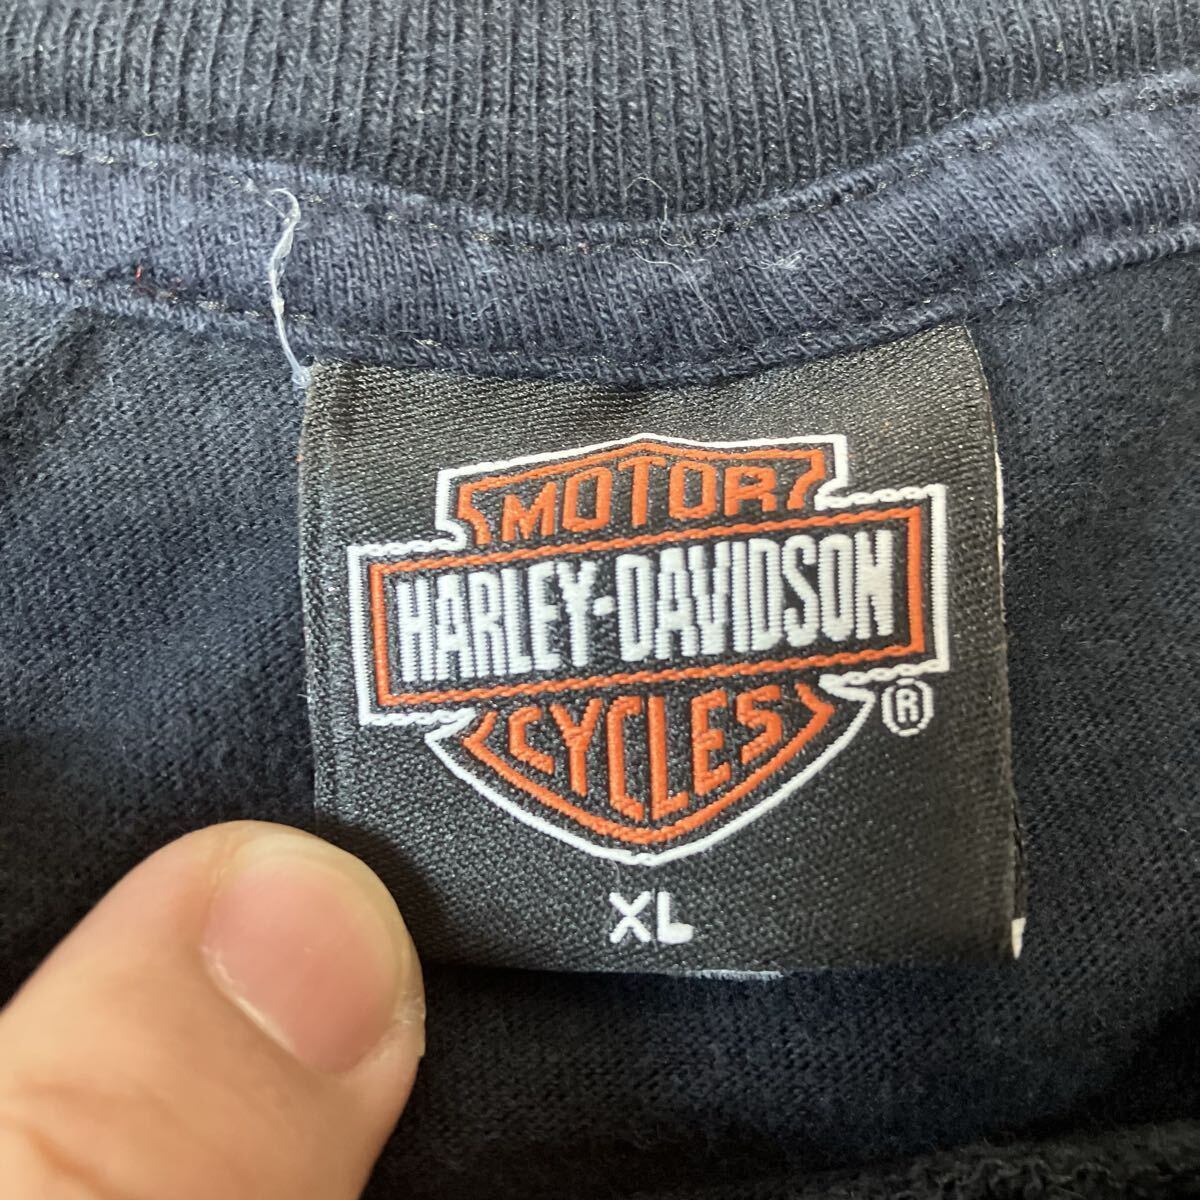 MOTOR
HARLEY-DAVIDSON
CYCLES
®
XL